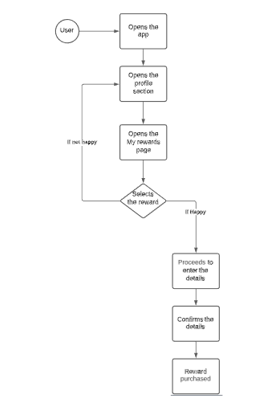 User
Opens the
app
Opens the
profile
section
Opens the
My rewards
page
If not happy
Selects
the reward
If Happy
Proceeds to
enter the
details
Confirms the
details
Reward
purchased